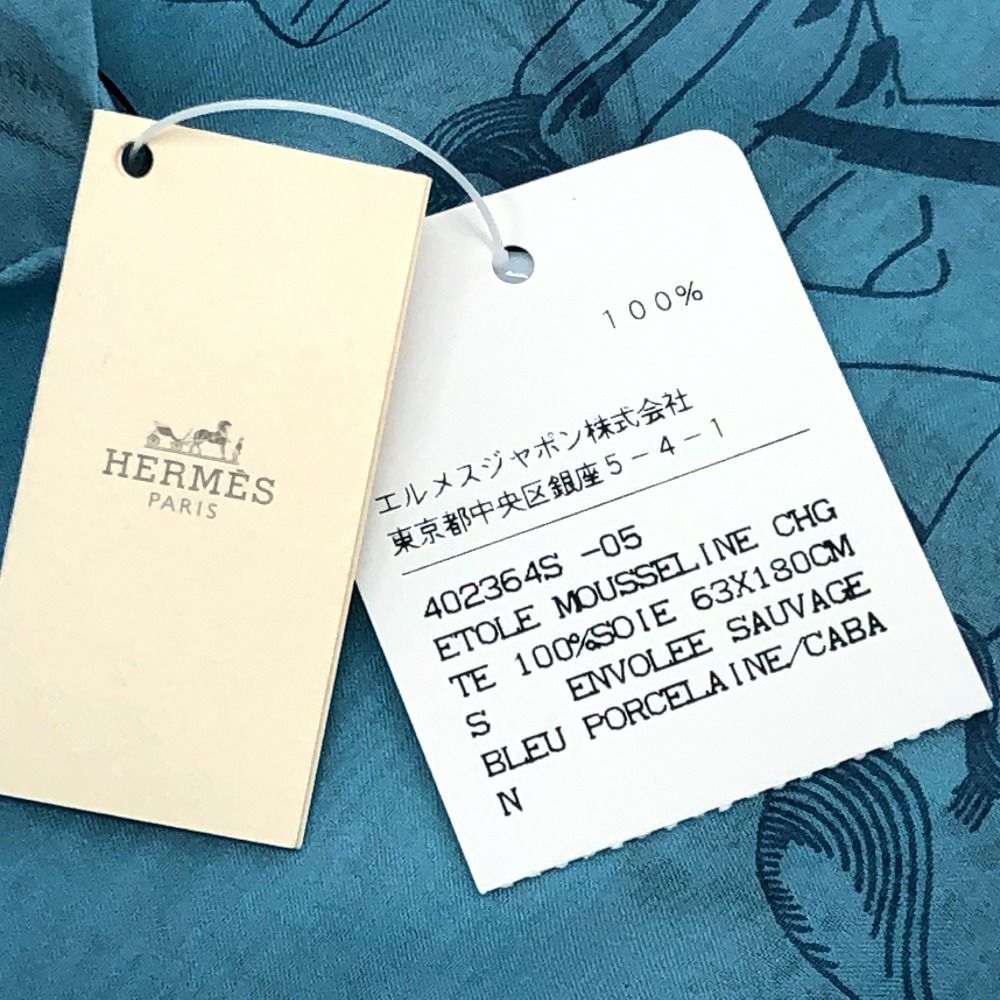 HERMÈS
PARIS
100%
エルメスジャポン株式会社
東京都中央区銀座5-4-1
402364S -05
ETOLE MOUSSELINE CHG
TE 100%SOIE 63X180CM
S ENVOLEE SAUVAGE
BLEU PORCELAINE/CABA
N